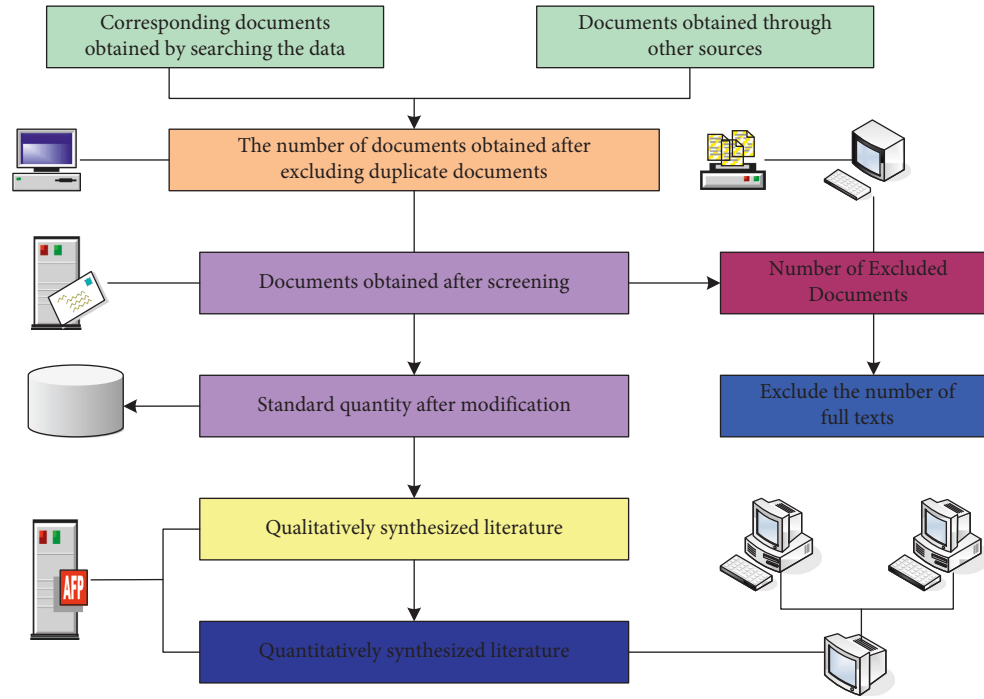 Corresponding documents
obtained by searching the data
Documents obtained through
other sources
The number of documents obtained after
excluding duplicate documents
Documents obtained after screening
Number of Excluded
Documents
Standard quantity after modification
Exclude the number of
full texts
Qualitatively synthesized literature
AFP
Quantitatively synthesized literature